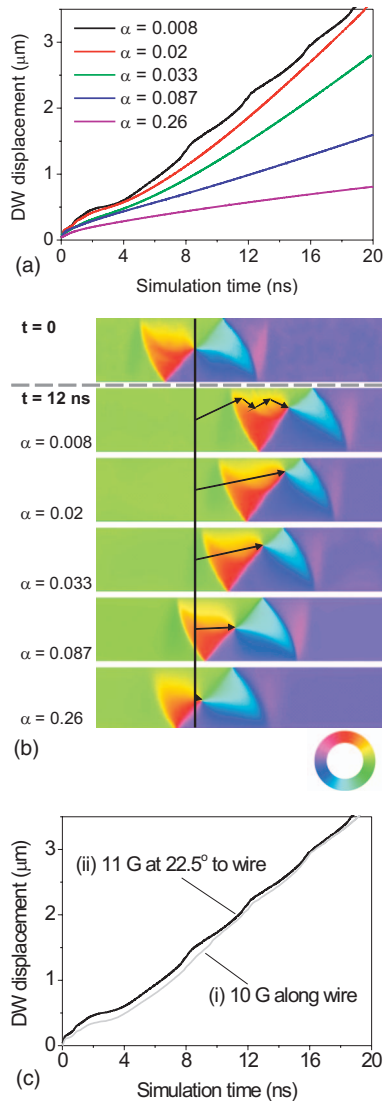 3
2
1
0
DW displacement (µm)
α = 0.008
α = 0.02
α = 0.033
α = 0.087
α = 0.26
0 4 8 12 16 20
Simulation time (ns)
(a)
t = 0
t = 12 ns
α = 0.008
α = 0.02
α = 0.033
α = 0.087
α = 0.26
(b)
3
2
1
0
DW displacement (µm)
(ii) 11 G at 22.5° to wire
(i) 10 G along wire
0 4 8 12 16 20
Simulation time (ns)
(c)